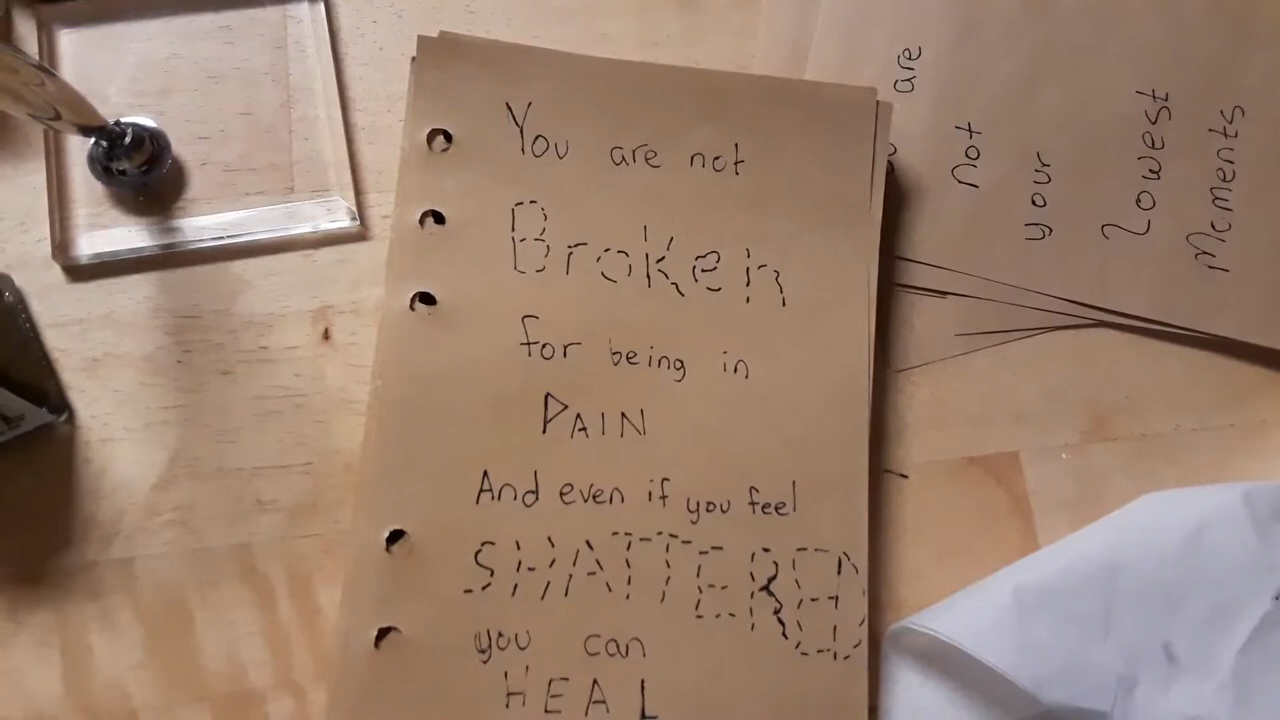 You are not
Broken
for being in
PAIN
And even if you feel
SHATTERED
you can
HEAL
are
not
your
Lowest
Moments